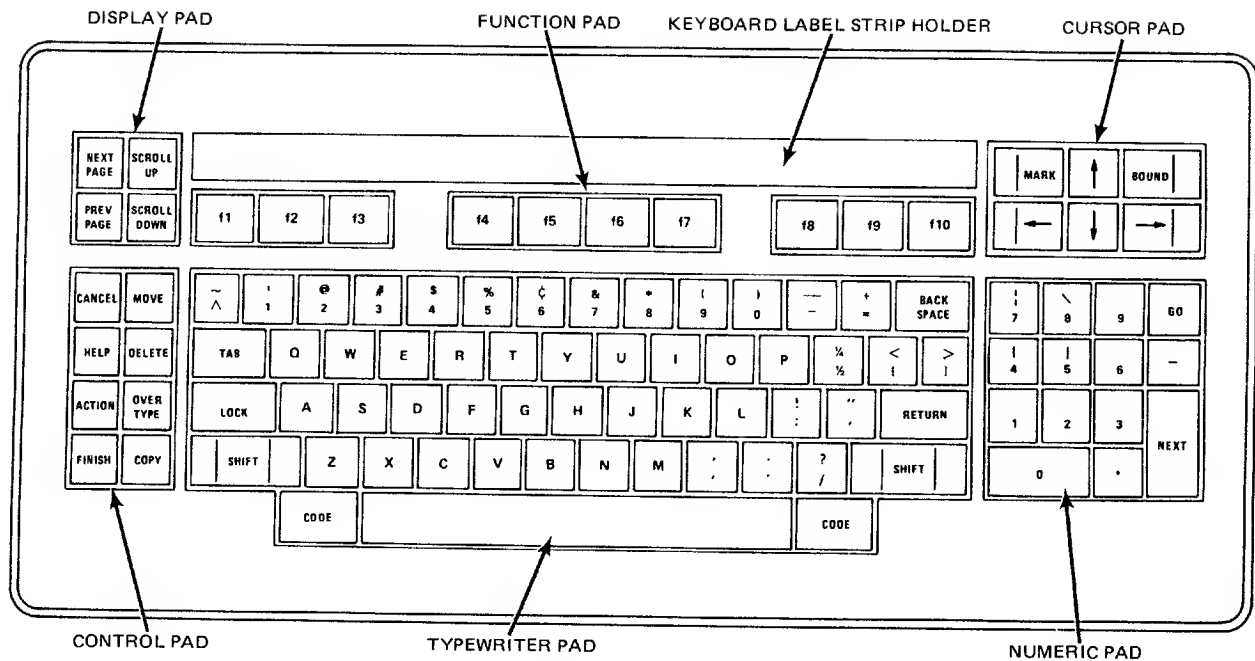 DISPLAY PAD
FUNCTION PAD
KEYBOARD LABEL STRIP HOLDER
CURSOR PAD
NEXT PAGE
SCROLL UP
PREV PAGE
SCROLL DOWN
f1 f2 f3
f4 f5 f6 f7
f8 f9 f10
MARK ↑ BOUND
← ↓ →
CANCEL MOVE
HELP DELETE
ACTION OVER TYPE
FINISH COPY
~ ' @ # $ % ¢ & * ( ) — +
^ 1 2 3 4 5 6 7 8 9 0 - =
BACK SPACE
TAB Q W E R T Y U I O P ¼ ½ < [ > ]
LOCK A S D F G H J K L : " ' RETURN
SHIFT Z X C V B N M , . ? / SHIFT
CODE CODE
¦ 7 \ 8 9 GO
{ 4 | 5 6 –
1 2 3 NEXT
0 .
CONTROL PAD
TYPEWRITER PAD
NUMERIC PAD